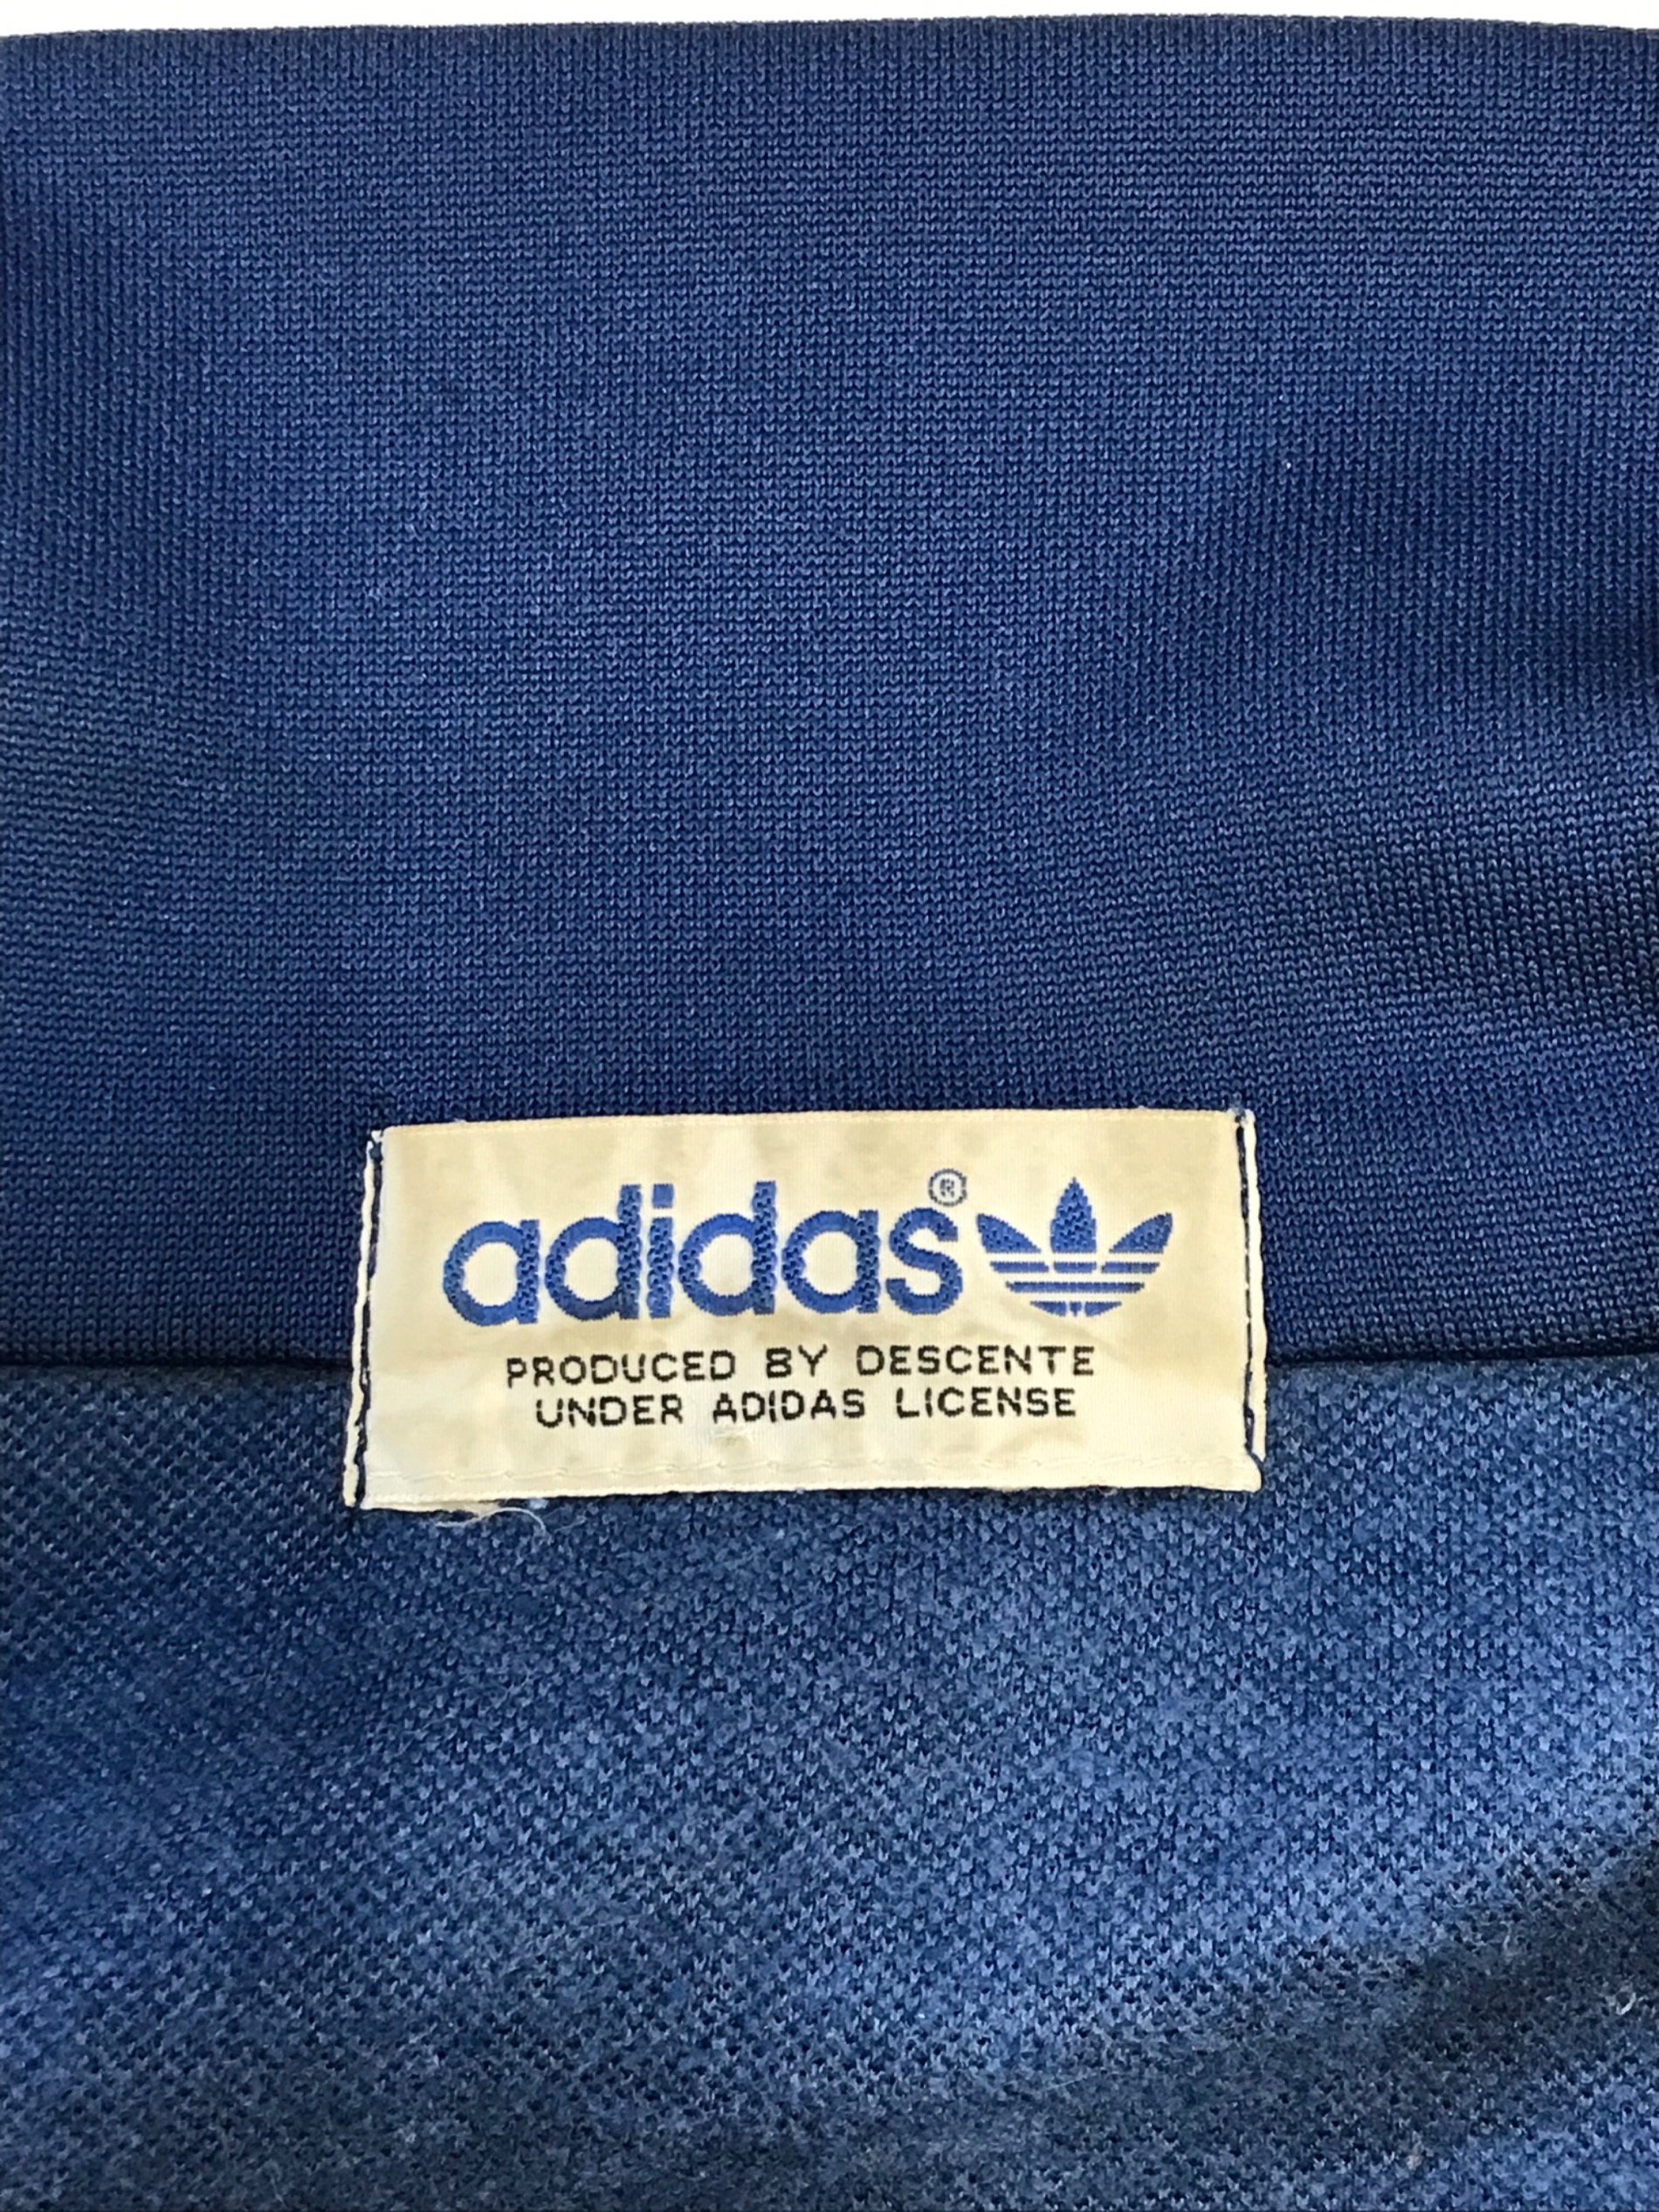 adidas®
PRODUCED BY DESCENTE
UNDER ADIDAS LICENSE